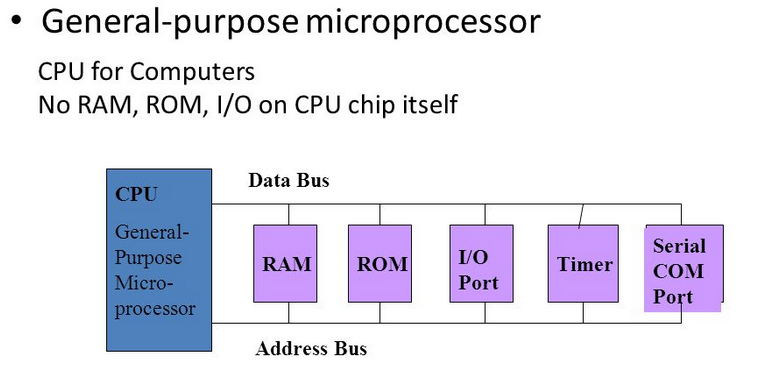 • General-purpose microprocessor
CPU for Computers
No RAM, ROM, I/O on CPU chip itself
Data Bus
CPU
General-
Purpose
Micro-
processor
RAM
ROM
I/O
Port
Timer
Serial
COM
Port
Address Bus